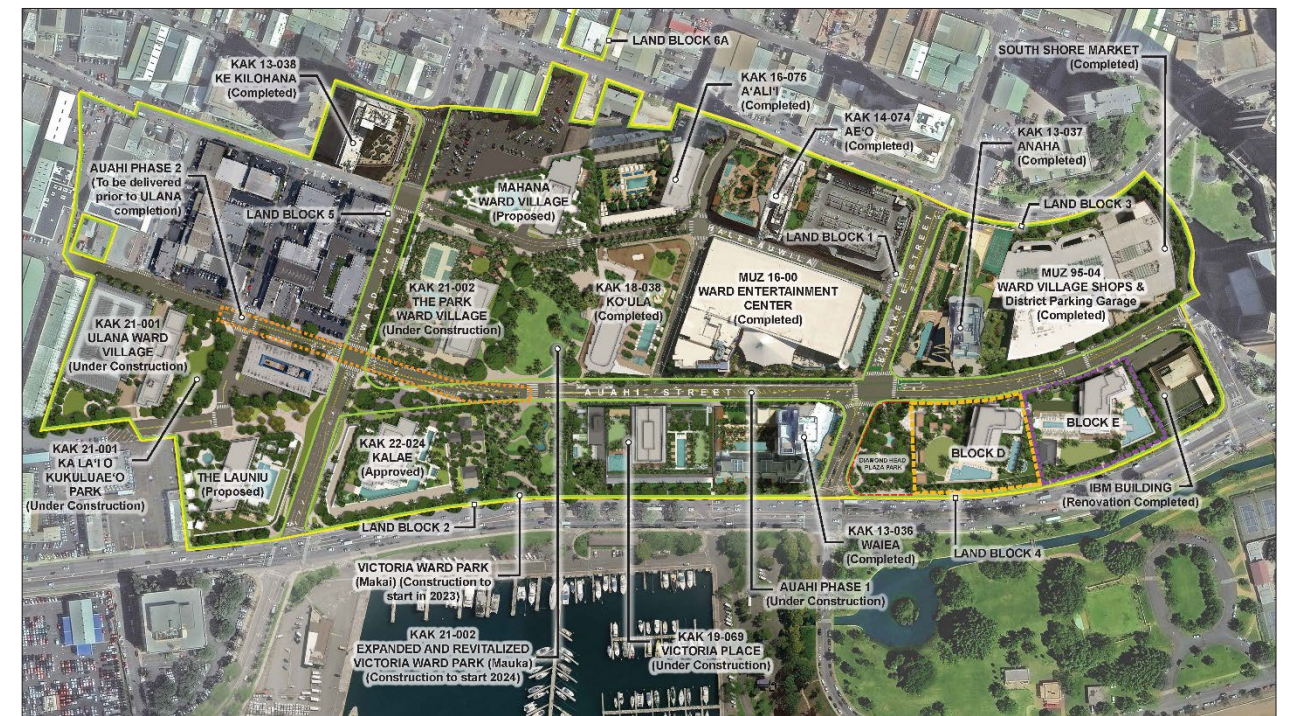 LAND BLOCK 6A
SOUTH SHORE MARKET
(Completed)
KAK 13-038
KE KILOHANA
(Completed)
KAK 16-075
A'ALI'I
(Completed)
KAK 14-074
AE'O
(Completed)
KAK 13-037
ANAHA
(Completed)
AUAHI PHASE 2
(To be delivered
prior to ULANA
completion)
LAND BLOCK 5
MAHANA
WARD VILLAGE
(Proposed)
LAND BLOCK 3
LAND BLOCK 1
HALEKAUWILA
WARD AVENUE
KAMAKE'E STREET
KAK 21-002
THE PARK
WARD VILLAGE
(Under Construction)
KAK 18-038
KO'ULA
(Completed)
MUZ 16-00
WARD ENTERTAINMENT
CENTER
(Completed)
MUZ 95-04
WARD VILLAGE SHOPS &
District Parking Garage
(Completed)
KAK 21-001
ULANA WARD
VILLAGE
(Under Construction)
AUAHI STREET
BLOCK E
KAK 22-024
KALAE
(Approved)
BLOCK D
DIAMOND HEAD
PLAZA PARK
KAK 21-001
KA LA'I O
KUKULUAE'O
PARK
(Under Construction)
THE LAUNIU
(Proposed)
IBM BUILDING
(Renovation Completed)
LAND BLOCK 2
KAK 13-036
WAIEA
(Completed)
LAND BLOCK 4
VICTORIA WARD PARK
(Makai) (Construction to
start in 2023)
AUAHI PHASE 1
(Under Construction)
KAK 21-002
EXPANDED AND REVITALIZED
VICTORIA WARD PARK (Mauka)
(Construction to start 2024)
KAK 19-069
VICTORIA PLACE
(Under Construction)